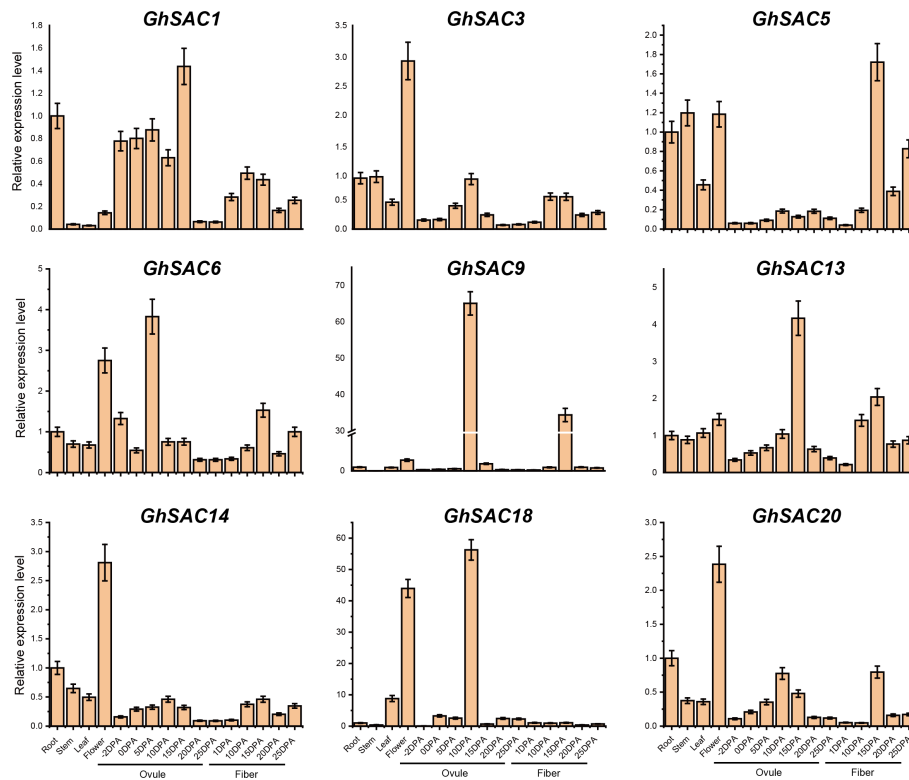 GhSAC1
Relative expression level
1.8
1.6
1.4
1.2
1.0
0.8
0.6
0.4
0.2
0.0
GhSAC3
3.5
3.0
2.5
2.0
1.5
1.0
0.5
0.0
GhSAC5
2.0
1.8
1.6
1.4
1.2
1.0
0.8
0.6
0.4
0.2
0.0
GhSAC6
Relative expression level
5
4
3
2
1
0
GhSAC9
70
60
50
40
30
0
GhSAC13
5
4
3
2
1
0
GhSAC14
Relative expression level
3.5
3.0
2.5
2.0
1.5
1.0
0.5
0.0
Root
Stem
Leaf
Flower
-2DPA
0DPA
5DPA
10DPA
15DPA
20DPA
25DPA
1DPA
10DPA
15DPA
20DPA
25DPA
Ovule
Fiber
GhSAC18
60
50
40
30
20
10
0
Root
Stem
Leaf
Flower
-2DPA
0DPA
5DPA
10DPA
15DPA
20DPA
25DPA
1DPA
10DPA
15DPA
20DPA
25DPA
Ovule
Fiber
GhSAC20
3.0
2.5
2.0
1.5
1.0
0.5
0.0
Root
Stem
Leaf
Flower
-2DPA
0DPA
5DPA
10DPA
15DPA
20DPA
25DPA
1DPA
10DPA
15DPA
20DPA
25DPA
Ovule
Fiber